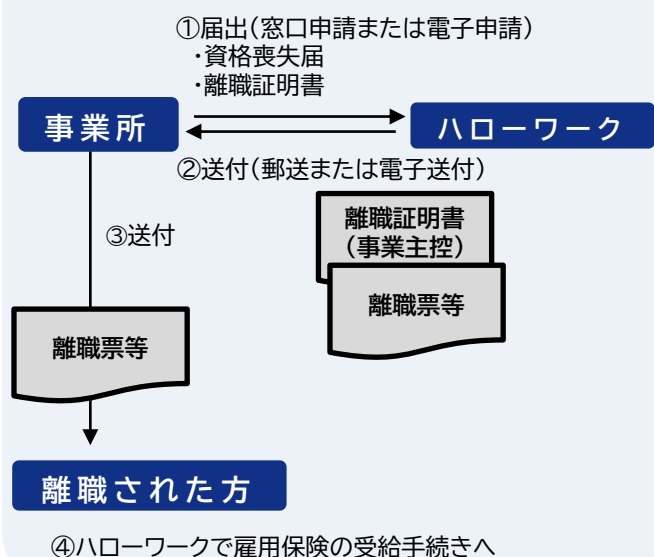 ①届出(窓口申請または電子申請)
・資格喪失届
・離職証明書
事業所
ハローワーク
②送付(郵送または電子送付)
③送付
離職証明書
(事業主控)
離職票等
離職票等
離職された方
④ハローワークで雇用保険の受給手続きへ